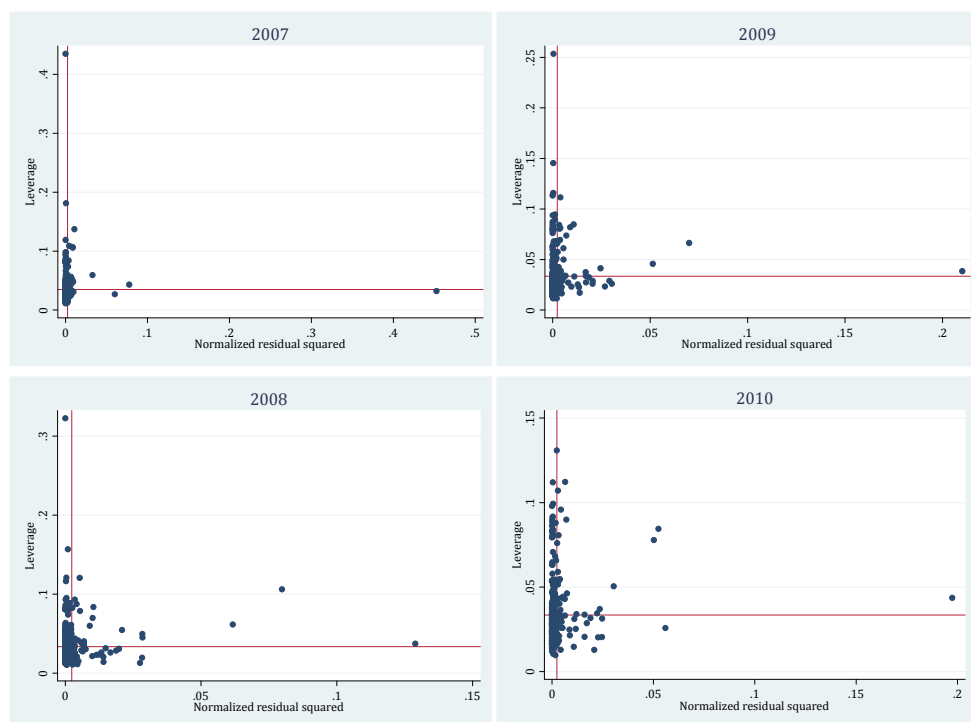 2007
Leverage
.4
.3
.2
.1
0
0 .1 .2 .3 .4 .5
Normalized residual squared
2009
Leverage
.25
.2
.15
.1
.05
0
0 .05 .1 .15 .2
Normalized residual squared
2008
Leverage
.3
.2
.1
0
0 .05 .1 .15
Normalized residual squared
2010
Leverage
.15
.1
.05
0
0 .05 .1 .15 .2
Normalized residual squared